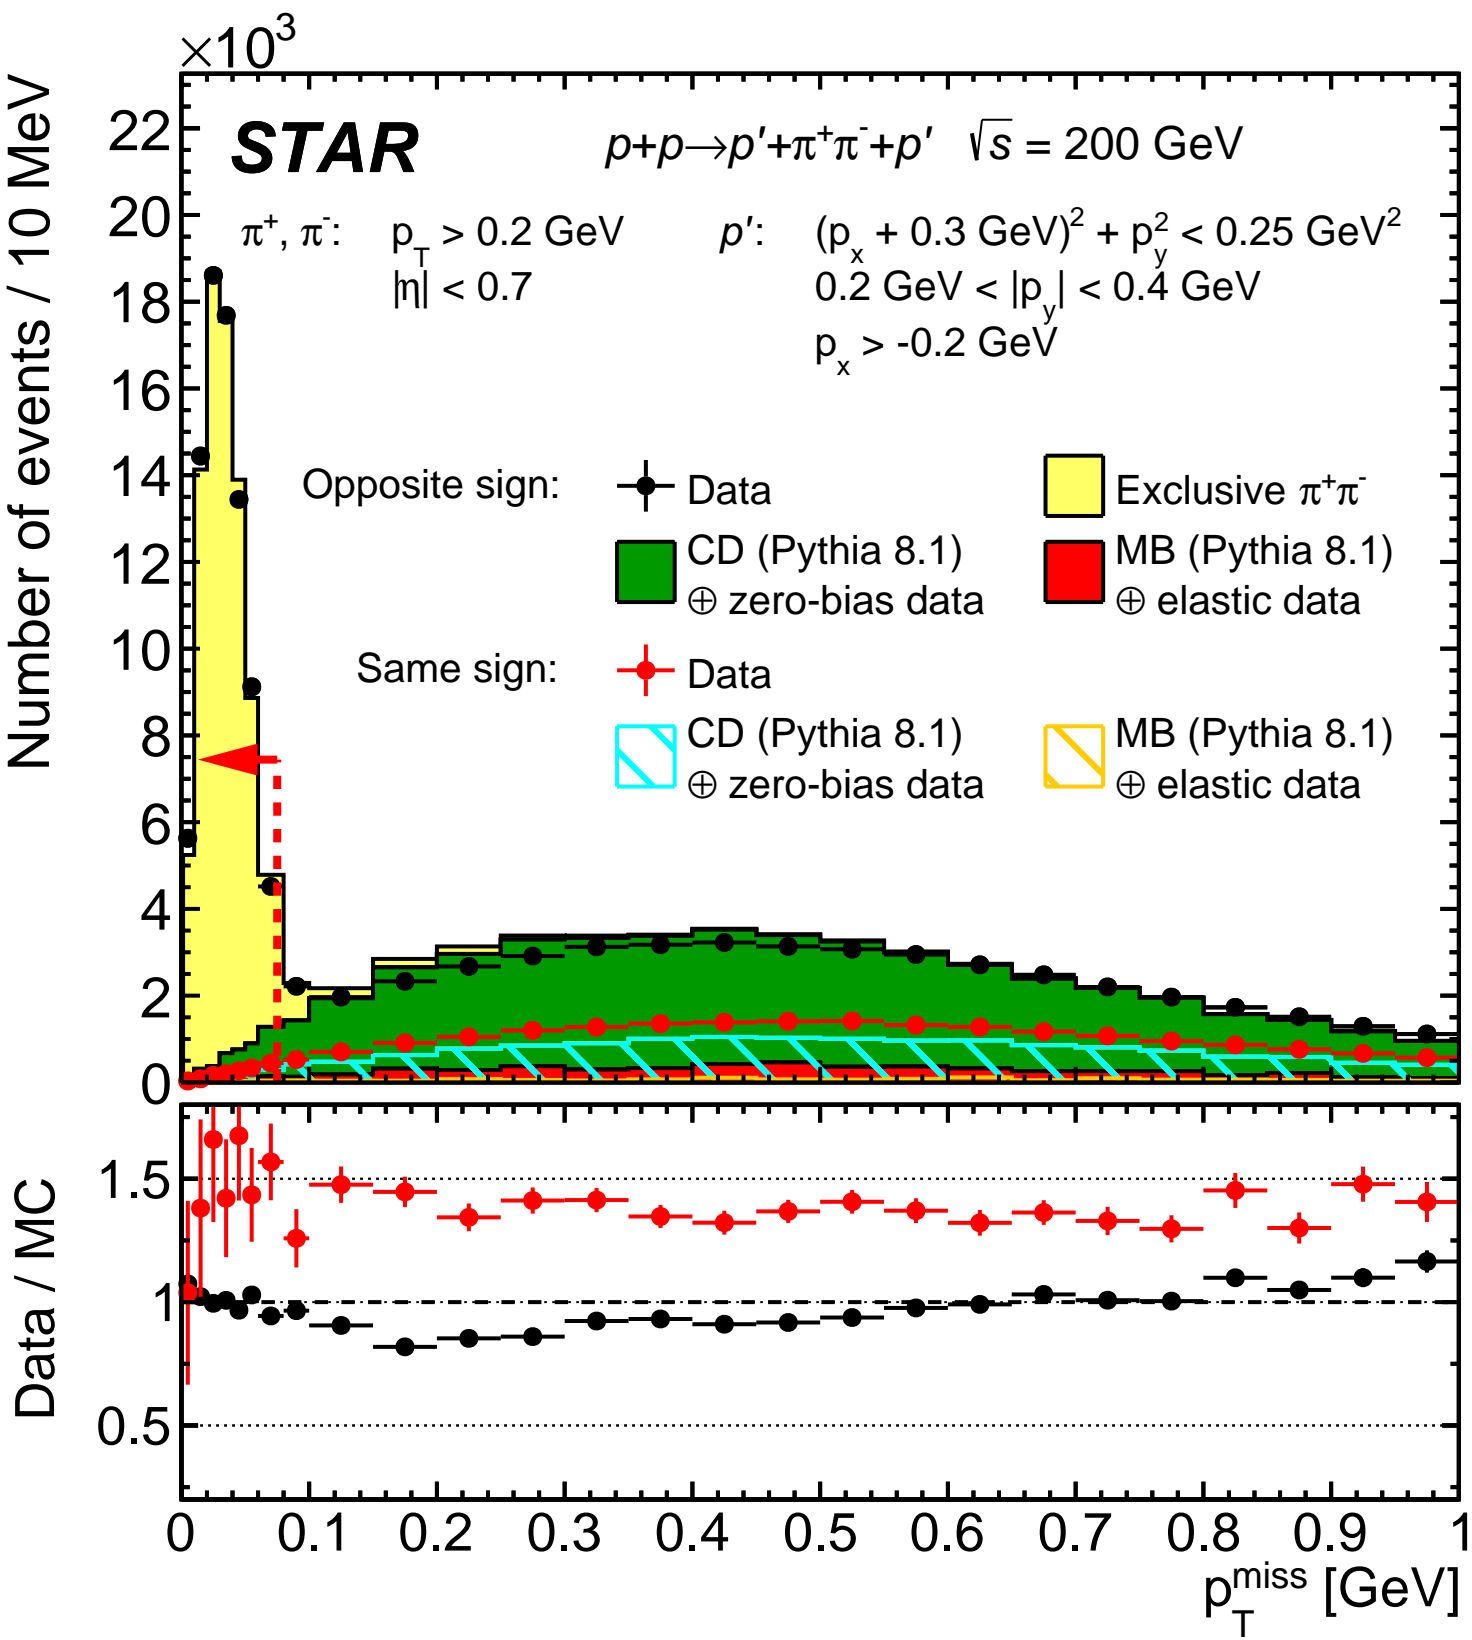 ×10³
Number of events / 10 MeV
22
20
18
16
14
12
10
8
6
4
2
0
STAR
p+p→p′+π⁺π⁻+p′ √s = 200 GeV
π⁺, π⁻: p_T > 0.2 GeV p′: (p_x + 0.3 GeV)² + p_y² < 0.25 GeV²
|η| < 0.7 0.2 GeV < |p_y| < 0.4 GeV
p_x > -0.2 GeV
Opposite sign: Data Exclusive π⁺π⁻
CD (Pythia 8.1) MB (Pythia 8.1)
⊕ zero-bias data ⊕ elastic data
Same sign: Data
CD (Pythia 8.1) MB (Pythia 8.1)
⊕ zero-bias data ⊕ elastic data
Data / MC
1.5
1
0.5
0 0.1 0.2 0.3 0.4 0.5 0.6 0.7 0.8 0.9 1
p_T^miss [GeV]